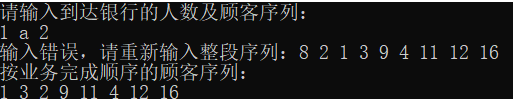 请输入到达银行的人数及顾客序列：
1 a 2
输入错误，请重新输入整段序列：8 2 1 3 9 4 11 12 16
按业务完成顺序的顾客序列：
1 3 2 9 11 4 12 16